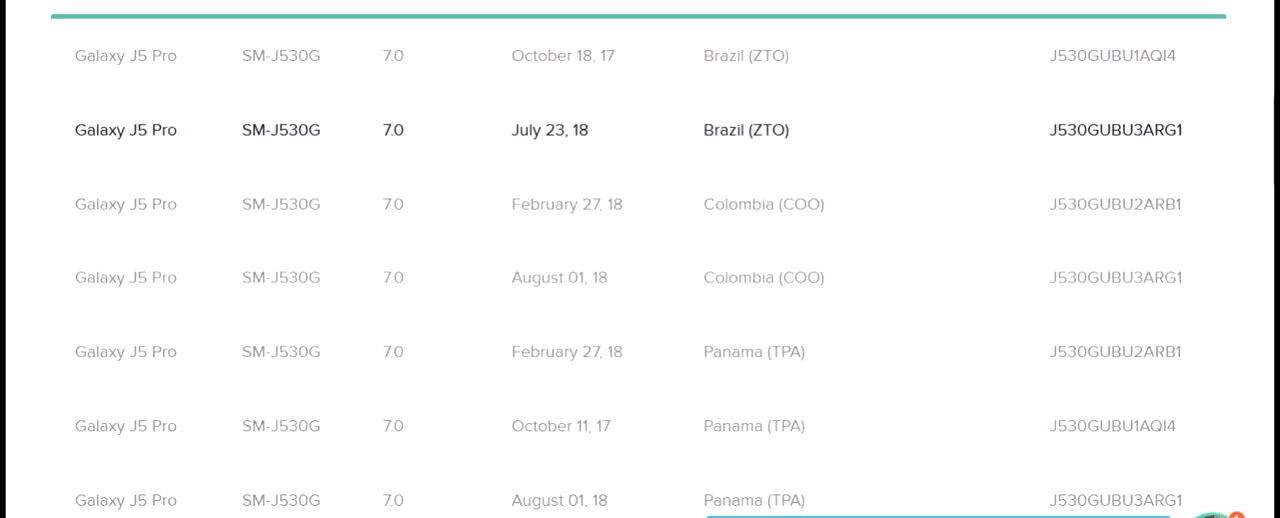 Galaxy J5 Pro SM-J530G 7.0 October 18, 17 Brazil (ZTO) J530GUBU1AQI4
Galaxy J5 Pro SM-J530G 7.0 July 23, 18 Brazil (ZTO) J530GUBU3ARG1
Galaxy J5 Pro SM-J530G 7.0 February 27, 18 Colombia (COO) J530GUBU2ARB1
Galaxy J5 Pro SM-J530G 7.0 August 01, 18 Colombia (COO) J530GUBU3ARG1
Galaxy J5 Pro SM-J530G 7.0 February 27, 18 Panama (TPA) J530GUBU2ARB1
Galaxy J5 Pro SM-J530G 7.0 October 11, 17 Panama (TPA) J530GUBU1AQI4
Galaxy J5 Pro SM-J530G 7.0 August 01, 18 Panama (TPA) J530GUBU3ARG1